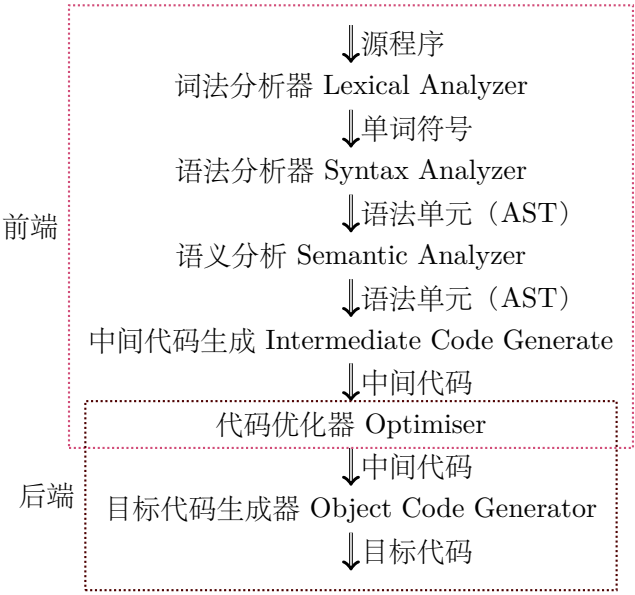 源程序
词法分析器 Lexical Analyzer
单词符号
语法分析器 Syntax Analyzer
语法单元（AST）
前端
语义分析 Semantic Analyzer
语法单元（AST）
中间代码生成 Intermediate Code Generate
中间代码
代码优化器 Optimiser
中间代码
后端
目标代码生成器 Object Code Generator
目标代码